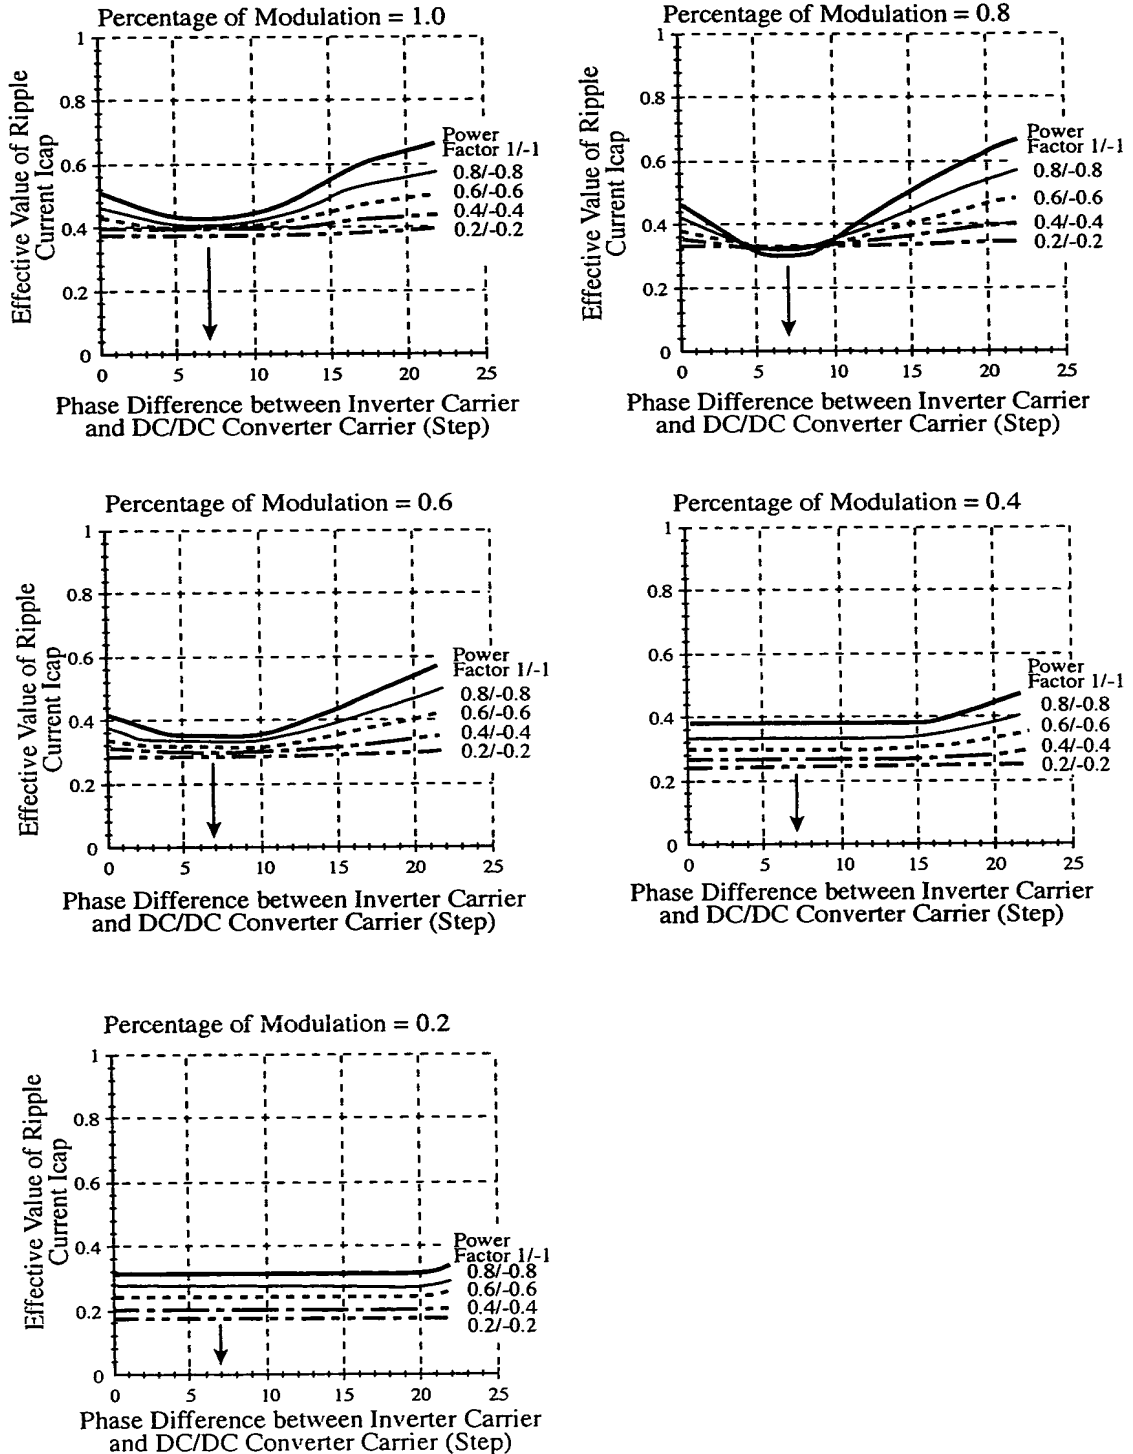 Percentage of Modulation = 1.0
Effective Value of Ripple
Current Icap
1
0.8
0.6
0.4
0.2
0
Power
Factor 1/-1
0.8/-0.8
0.6/-0.6
0.4/-0.4
0.2/-0.2
0 5 10 15 20 25
Phase Difference between Inverter Carrier
and DC/DC Converter Carrier (Step)
Percentage of Modulation = 0.8
Effective Value of Ripple
Current Icap
1
0.8
0.6
0.4
0.2
0
Power
Factor 1/-1
0.8/-0.8
0.6/-0.6
0.4/-0.4
0.2/-0.2
0 5 10 15 20 25
Phase Difference between Inverter Carrier
and DC/DC Converter Carrier (Step)
Percentage of Modulation = 0.6
Effective Value of Ripple
Current Icap
1
0.8
0.6
0.4
0.2
0
Power
Factor 1/-1
0.8/-0.8
0.6/-0.6
0.4/-0.4
0.2/-0.2
0 5 10 15 20 25
Phase Difference between Inverter Carrier
and DC/DC Converter Carrier (Step)
Percentage of Modulation = 0.4
Effective Value of Ripple
Current Icap
1
0.8
0.6
0.4
0.2
0
Power
Factor 1/-1
0.8/-0.8
0.6/-0.6
0.4/-0.4
0.2/-0.2
0 5 10 15 20 25
Phase Difference between Inverter Carrier
and DC/DC Converter Carrier (Step)
Percentage of Modulation = 0.2
Effective Value of Ripple
Current Icap
1
0.8
0.6
0.4
0.2
0
Power
Factor 1/-1
0.8/-0.8
0.6/-0.6
0.4/-0.4
0.2/-0.2
0 5 10 15 20 25
Phase Difference between Inverter Carrier
and DC/DC Converter Carrier (Step)